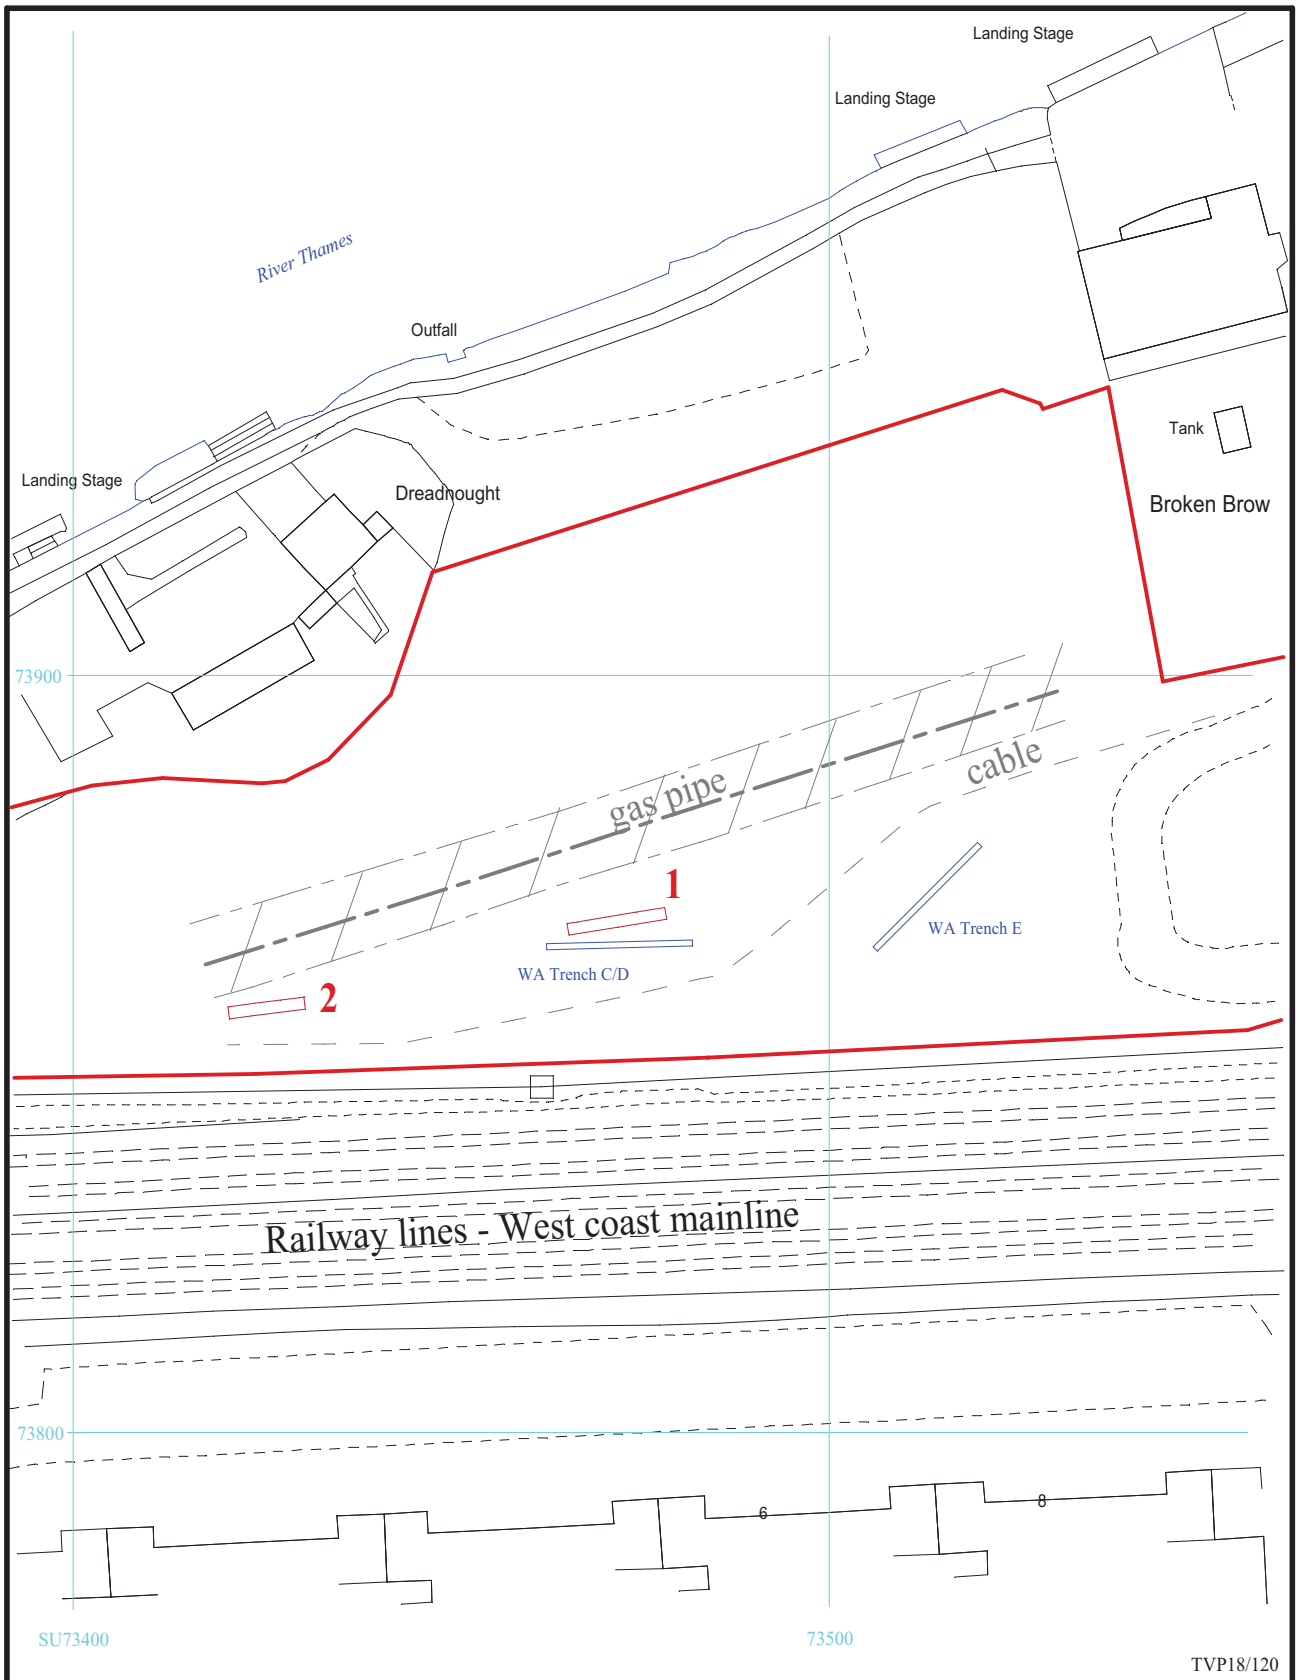 Landing Stage
Landing Stage
River Thames
Outfall
Tank
Landing Stage
Dreadnought
Broken Brow
73900
cable
gas pipe
1
WA Trench E
WA Trench C/D
2
Railway lines - West coast mainline
73800
6
8
SU73400
73500
TVP18/120